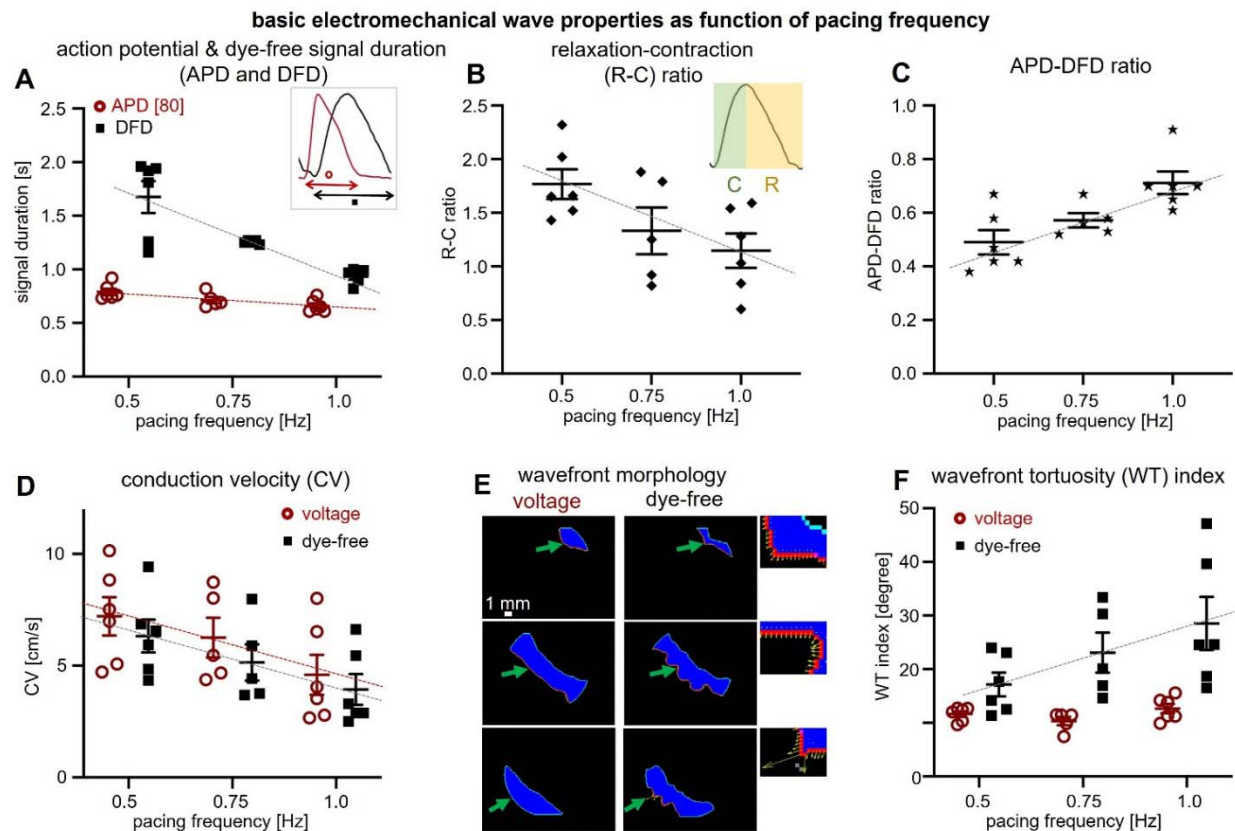 basic electromechanical wave properties as function of pacing frequency
action potential & dye-free signal duration
(APD and DFD)
A
APD [80]
DFD
signal duration [s]
2.5
2.0
1.5
1.0
0.5
0.0
0.5
0.75
1.0
pacing frequency [Hz]
relaxation-contraction
(R-C) ratio
B
C
R
R-C ratio
2.5
2.0
1.5
1.0
0.5
0.0
0.5
0.75
1.0
pacing frequency [Hz]
APD-DFD ratio
C
APD-DFD ratio
1.0
0.8
0.6
0.4
0.2
0.0
0.5
0.75
1.0
pacing frequency [Hz]
conduction velocity (CV)
D
voltage
dye-free
CV [cm/s]
10
5
0
0.5
0.75
1.0
pacing frequency [Hz]
wavefront morphology
E
voltage
dye-free
1 mm
wavefront tortuosity (WT) index
F
voltage
dye-free
WT index [degree]
50
40
30
20
10
0
0.5
0.75
1.0
pacing frequency [Hz]